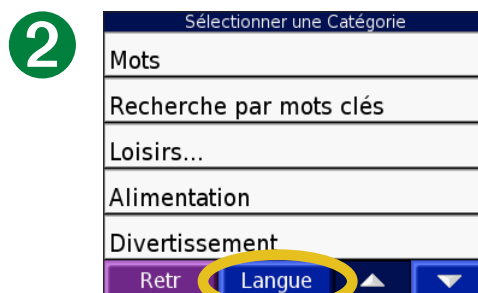 2
Sélectionner une Catégorie
Mots
Recherche par mots clés
Loisirs...
Alimentation
Divertissement
Retr Langue